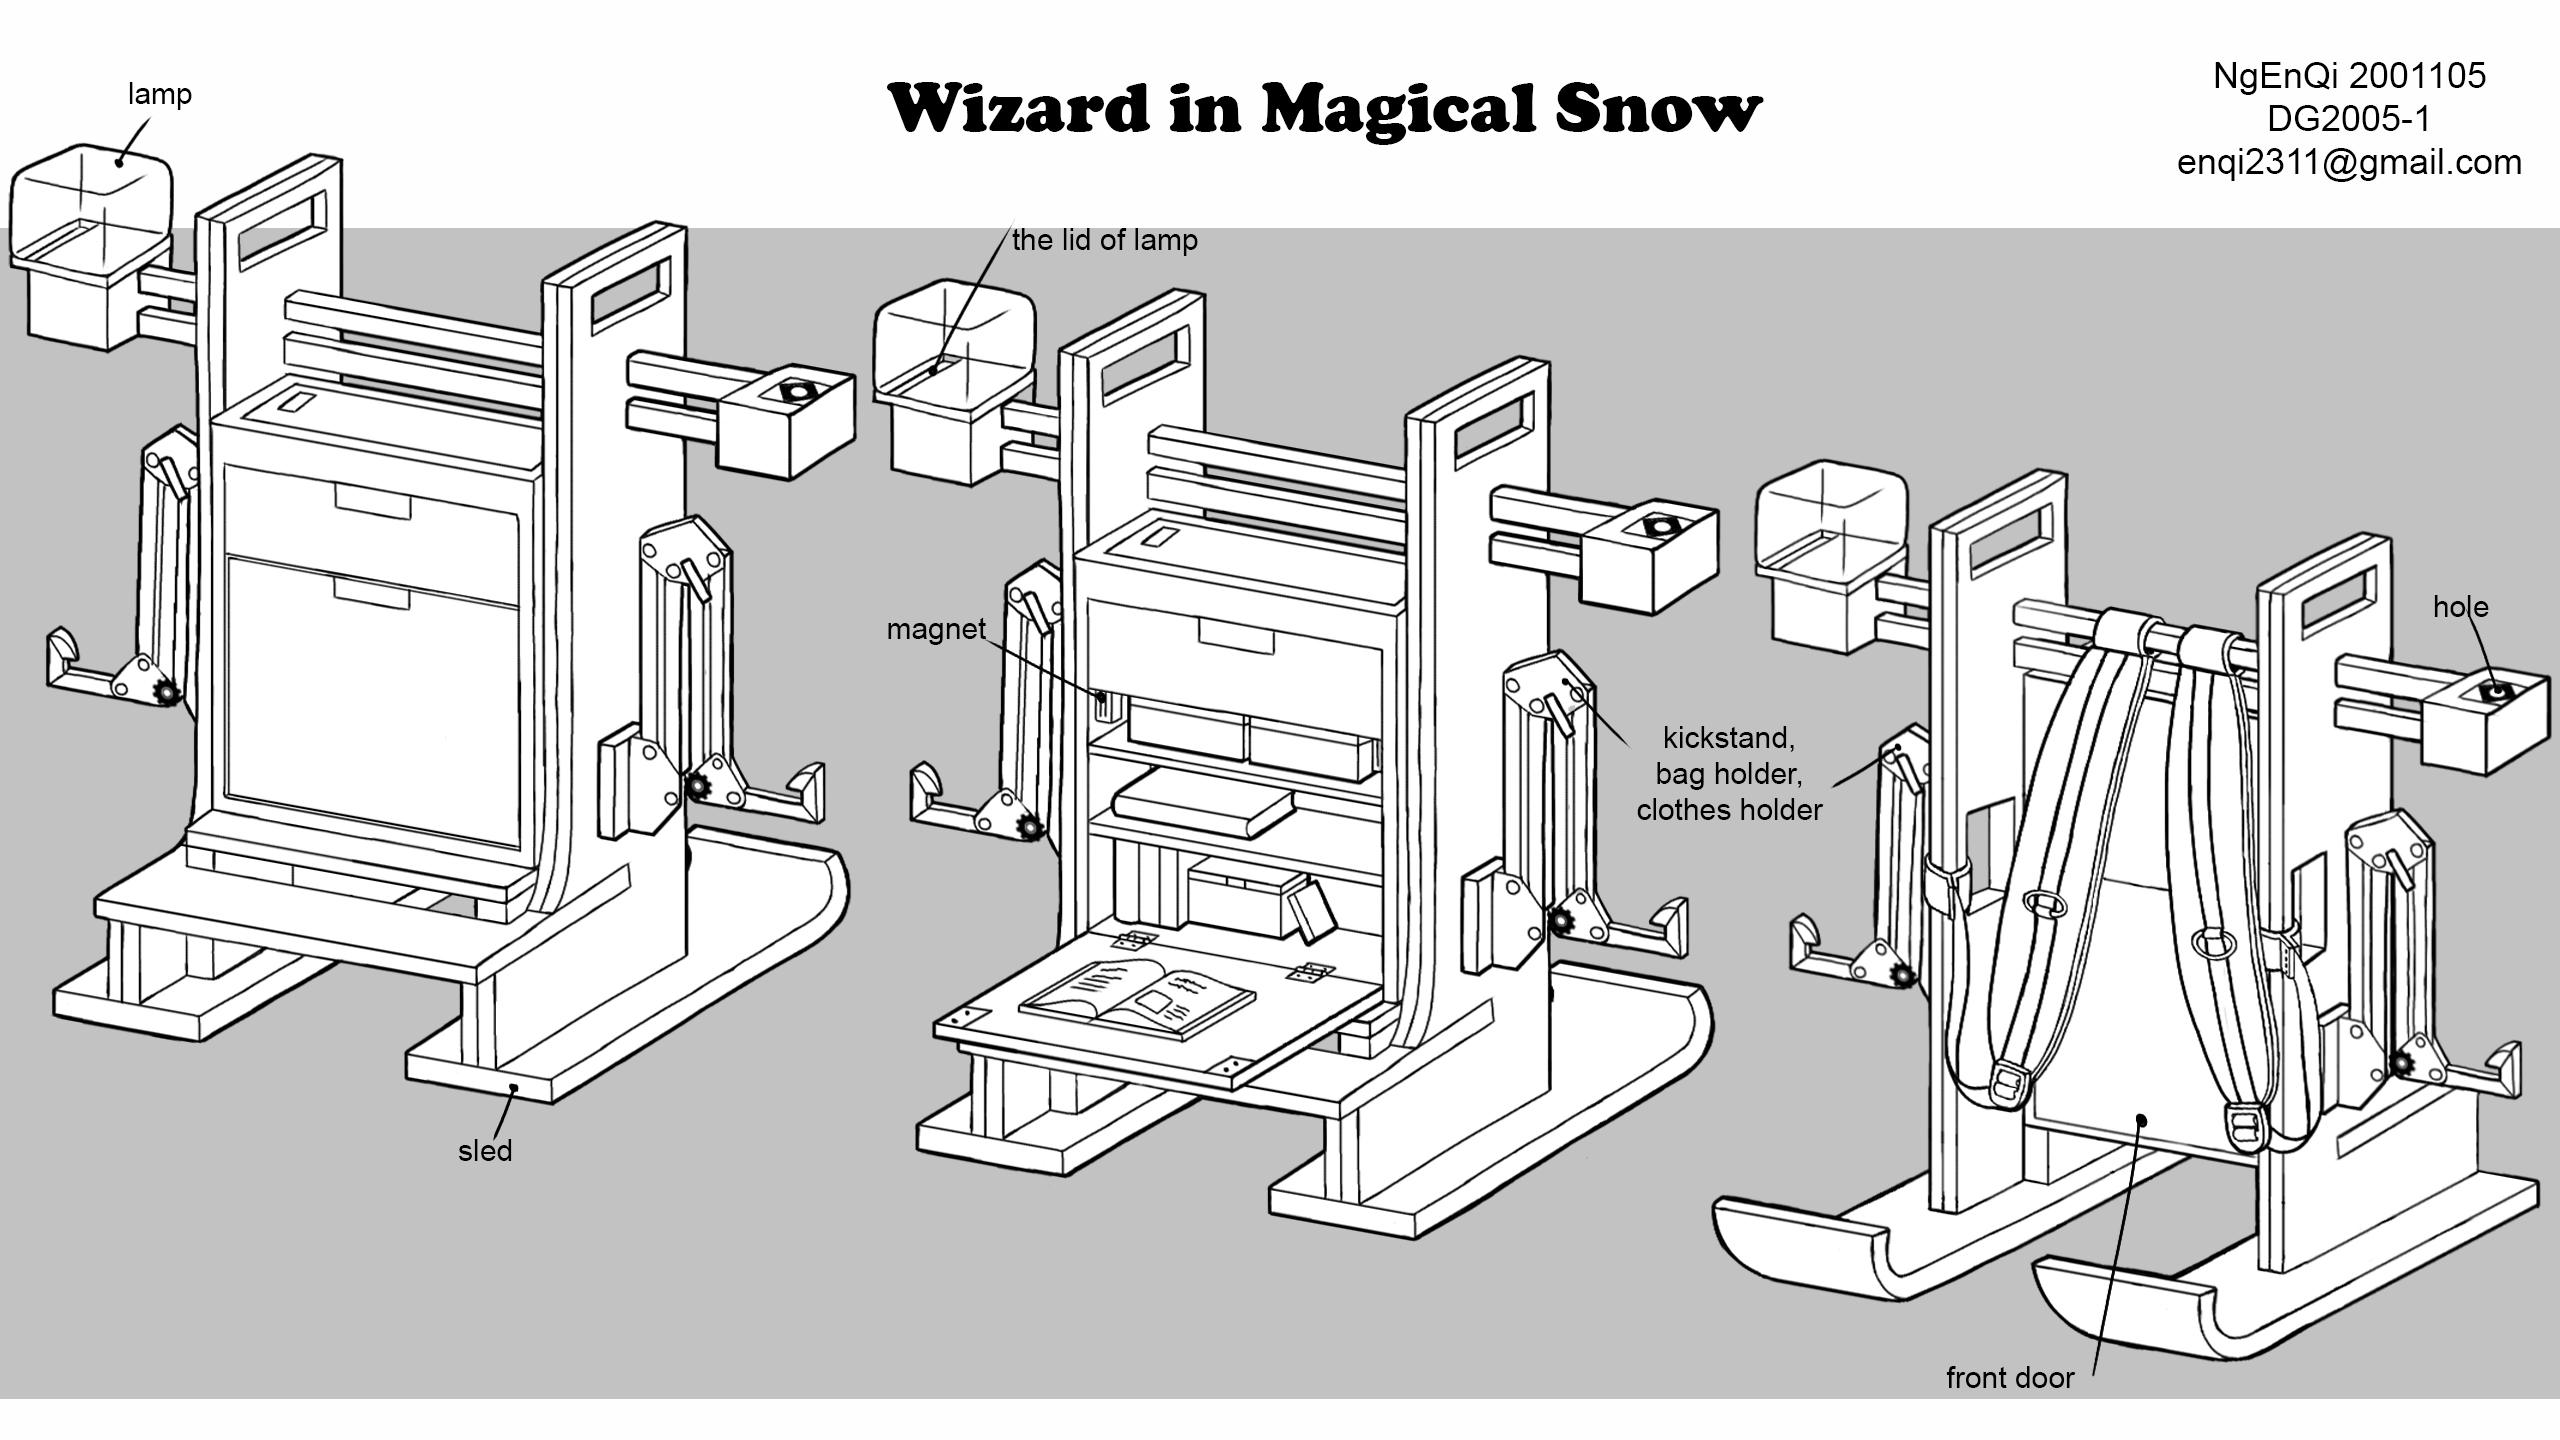 Wizard in Magical Snow
NgEnQi 2001105
DG2005-1
enqi2311@gmail.com
lamp
the lid of lamp
magnet
hole
kickstand,
bag holder,
clothes holder
sled
front door